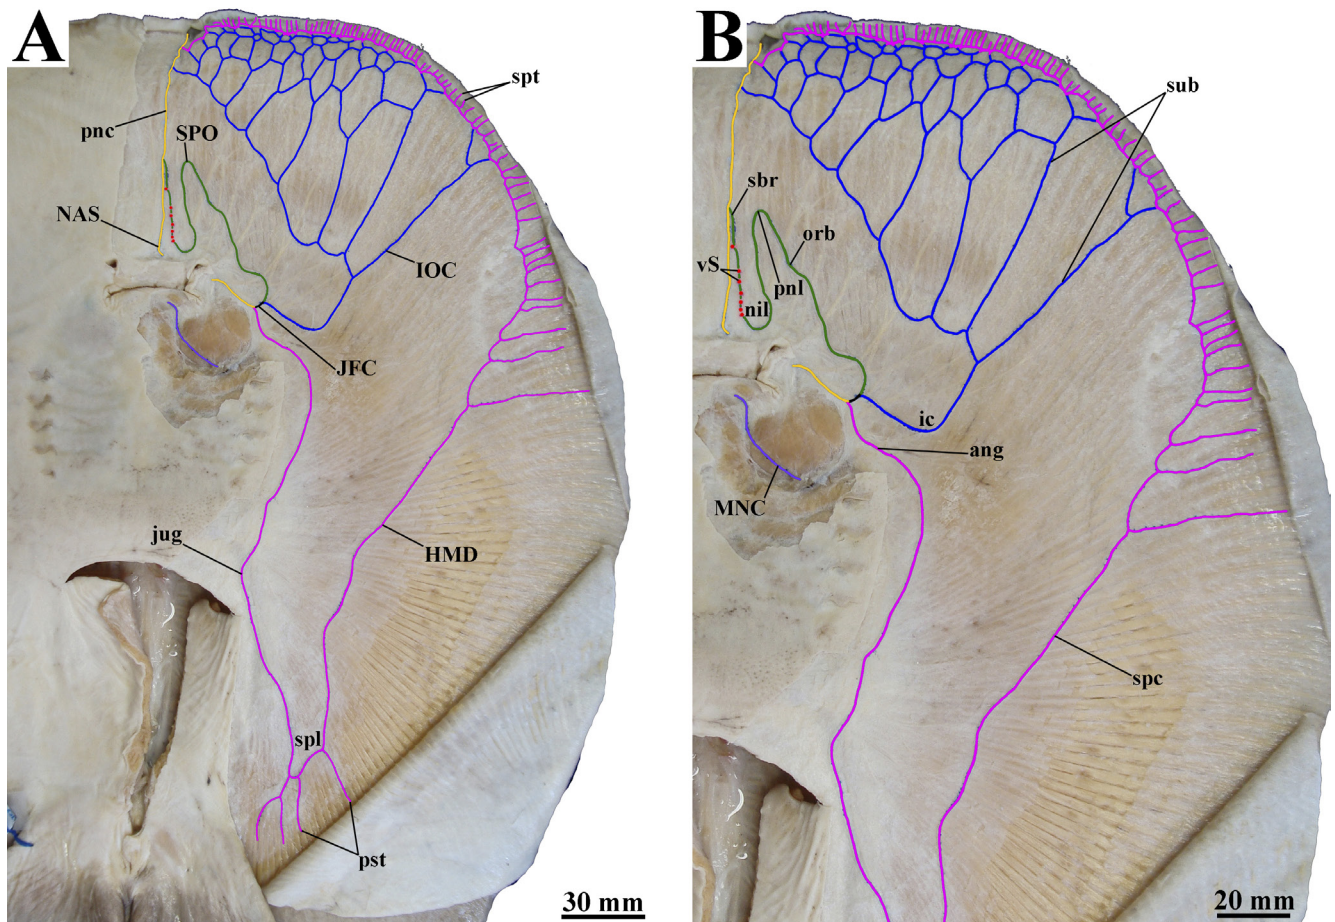 A
spt
pnc
SPO
NAS
IOC
JFC
jug
HMD
spl
pst
30 mm
B
sub
sbr
orb
vS
pnl
nil
ic
ang
MNC
spc
20 mm